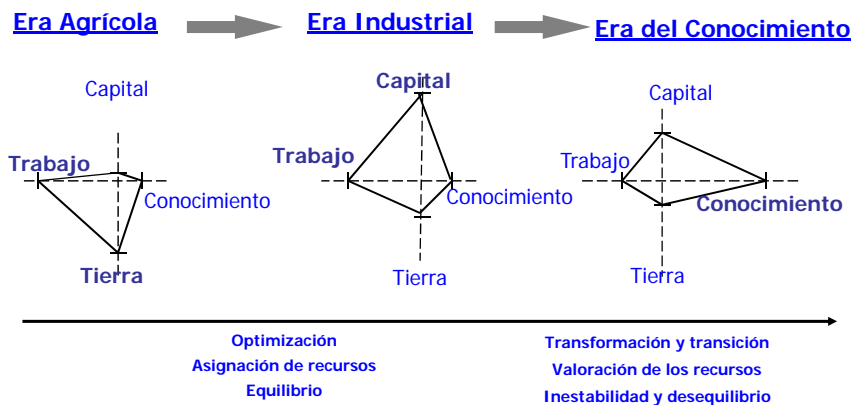 Era Agrícola
Era Industrial
Era del Conocimiento
Capital
Trabajo
Conocimiento
Tierra
Capital
Trabajo
Conocimiento
Tierra
Capital
Trabajo
Conocimiento
Tierra
Optimización
Asignación de recursos
Equilibrio
Transformación y transición
Valoración de los recursos
Inestabilidad y desequilibrio